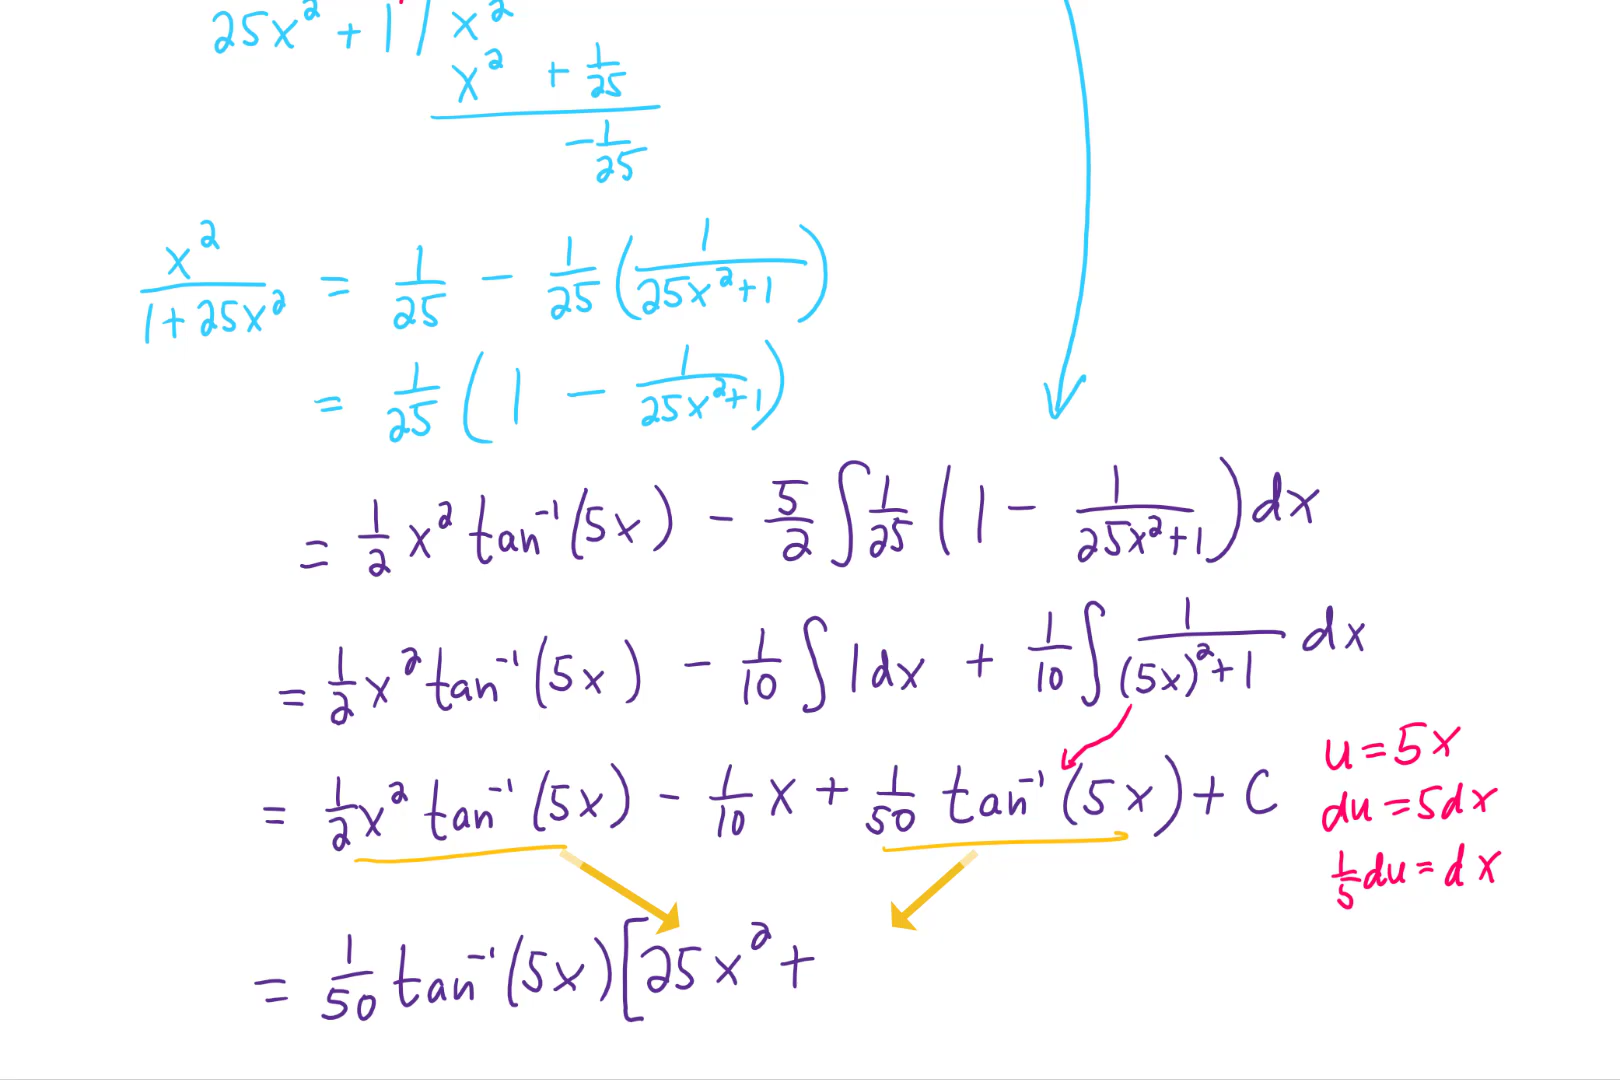 25x² + 1 / x²
x² + 1/25
-1/25
x²/(1+25x²) = 1/25 - 1/25 (1/(25x²+1))
= 1/25 (1 - 1/(25x²+1))
= 1/2 x² tan⁻¹(5x) - 5/2 ∫ 1/25 (1 - 1/(25x²+1)) dx
= 1/2 x² tan⁻¹(5x) - 1/10 ∫ 1dx + 1/10 ∫ 1/((5x)²+1) dx
= 1/2 x² tan⁻¹(5x) - 1/10 x + 1/50 tan⁻¹(5x) + C
u = 5x
du = 5dx
1/5 du = dx
= 1/50 tan⁻¹(5x)[25x² +